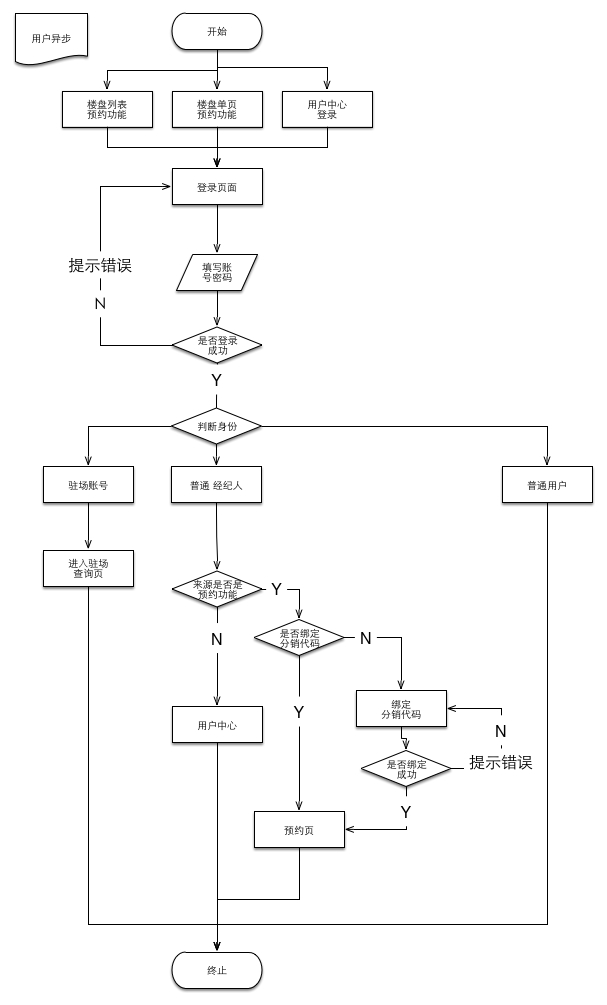 用户异步
开始
楼盘列表
预约功能
楼盘单页
预约功能
用户中心
登录
登录页面
填写账
号密码
提示错误
N
是否登录
成功
Y
判断身份
驻场账号
普通 经纪人
普通用户
进入驻场
查询页
来源是否是
预约功能
Y
是否绑定
分销代码
N
N
绑定
分销代码
用户中心
Y
N
是否绑定
成功
提示错误
Y
预约页
终止